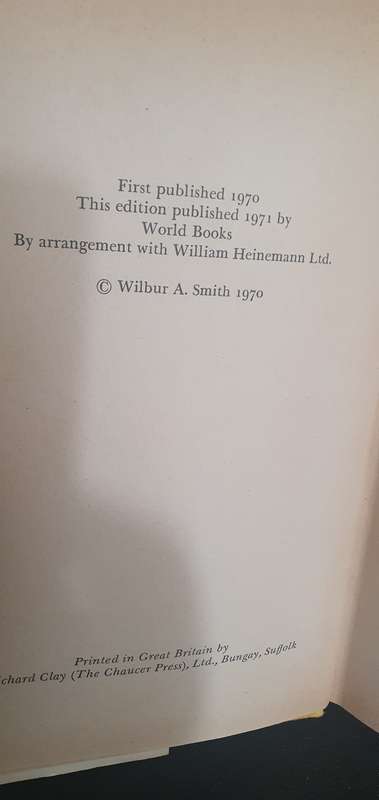 First published 1970
This edition published 1971 by
World Books
By arrangement with William Heinemann Ltd.
© Wilbur A. Smith 1970
Printed in Great Britain by
chard Clay (The Chaucer Press), Ltd., Bungay, Suffolk